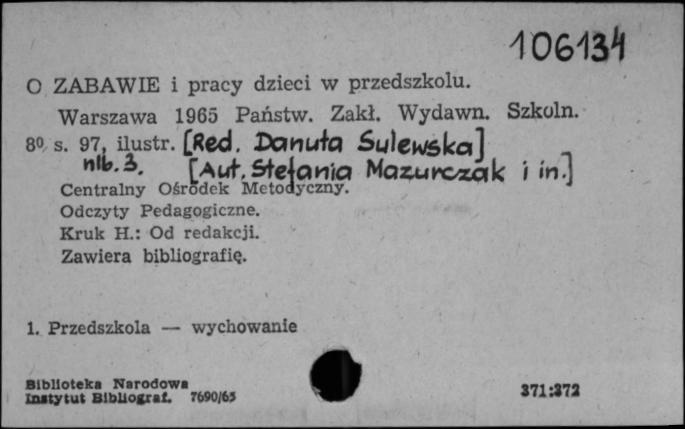 106134
O ZABAWIE i pracy dzieci w przedszkolu.
Warszawa 1965 Państw. Zakł. Wydawn. Szkoln.
8⁰ s. 97, ilustr. [Red. Danuta Sulewska]
nlb. 3. [Aut. Stefania Mazurczak i in.]
Centralny Ośrodek Metodyczny.
Odczyty Pedagogiczne.
Kruk H.: Od redakcji.
Zawiera bibliografię.
1. Przedszkola — wychowanie
Biblioteka Narodowa
Instytut Bibliograf. 7690/65
371:372